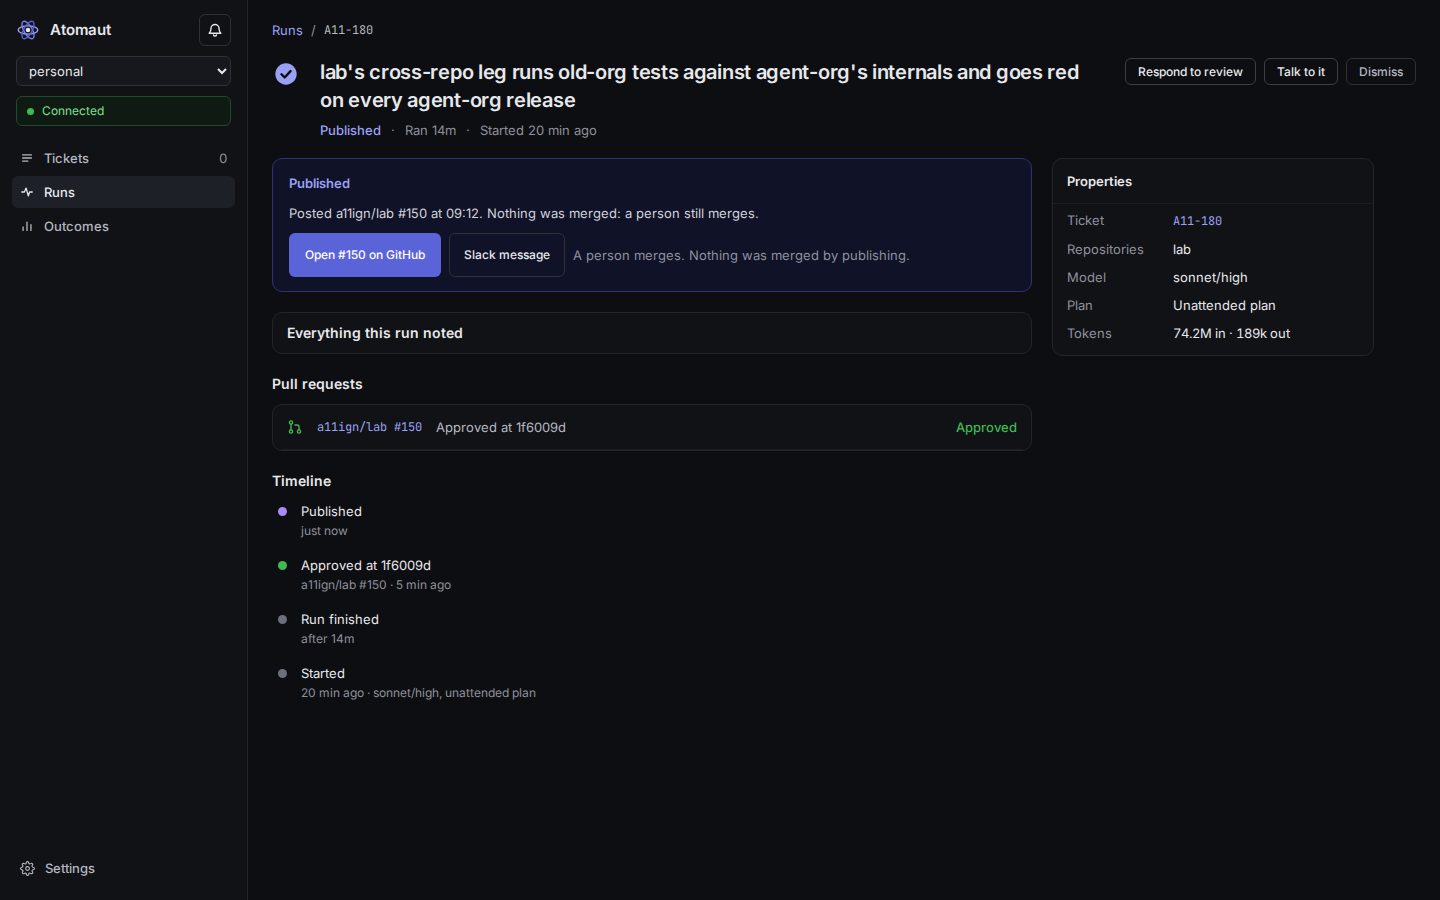 Atomaut
personal
Connected
Tickets 0
Runs
Outcomes
Settings
Runs / A11-180
lab's cross-repo leg runs old-org tests against agent-org's internals and goes red
on every agent-org release
Published · Ran 14m · Started 20 min ago
Respond to review
Talk to it
Dismiss
Published
Posted a11ign/lab #150 at 09:12. Nothing was merged: a person still merges.
Open #150 on GitHub
Slack message
A person merges. Nothing was merged by publishing.
Everything this run noted
Pull requests
a11ign/lab #150 Approved at 1f6009d Approved
Timeline
Published
just now
Approved at 1f6009d
a11ign/lab #150 · 5 min ago
Run finished
after 14m
Started
20 min ago · sonnet/high, unattended plan
Properties
Ticket A11-180
Repositories lab
Model sonnet/high
Plan Unattended plan
Tokens 74.2M in · 189k out